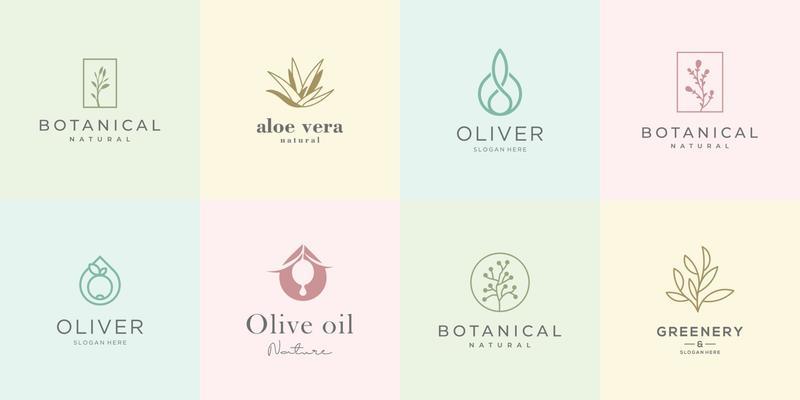 BOTANICAL
NATURAL
aloe vera
natural
OLIVER
SLOGAN HERE
BOTANICAL
NATURAL
OLIVER
SLOGAN HERE
Olive oil
Nature
BOTANICAL
NATURAL
GREENERY
&
SLOGAN HERE